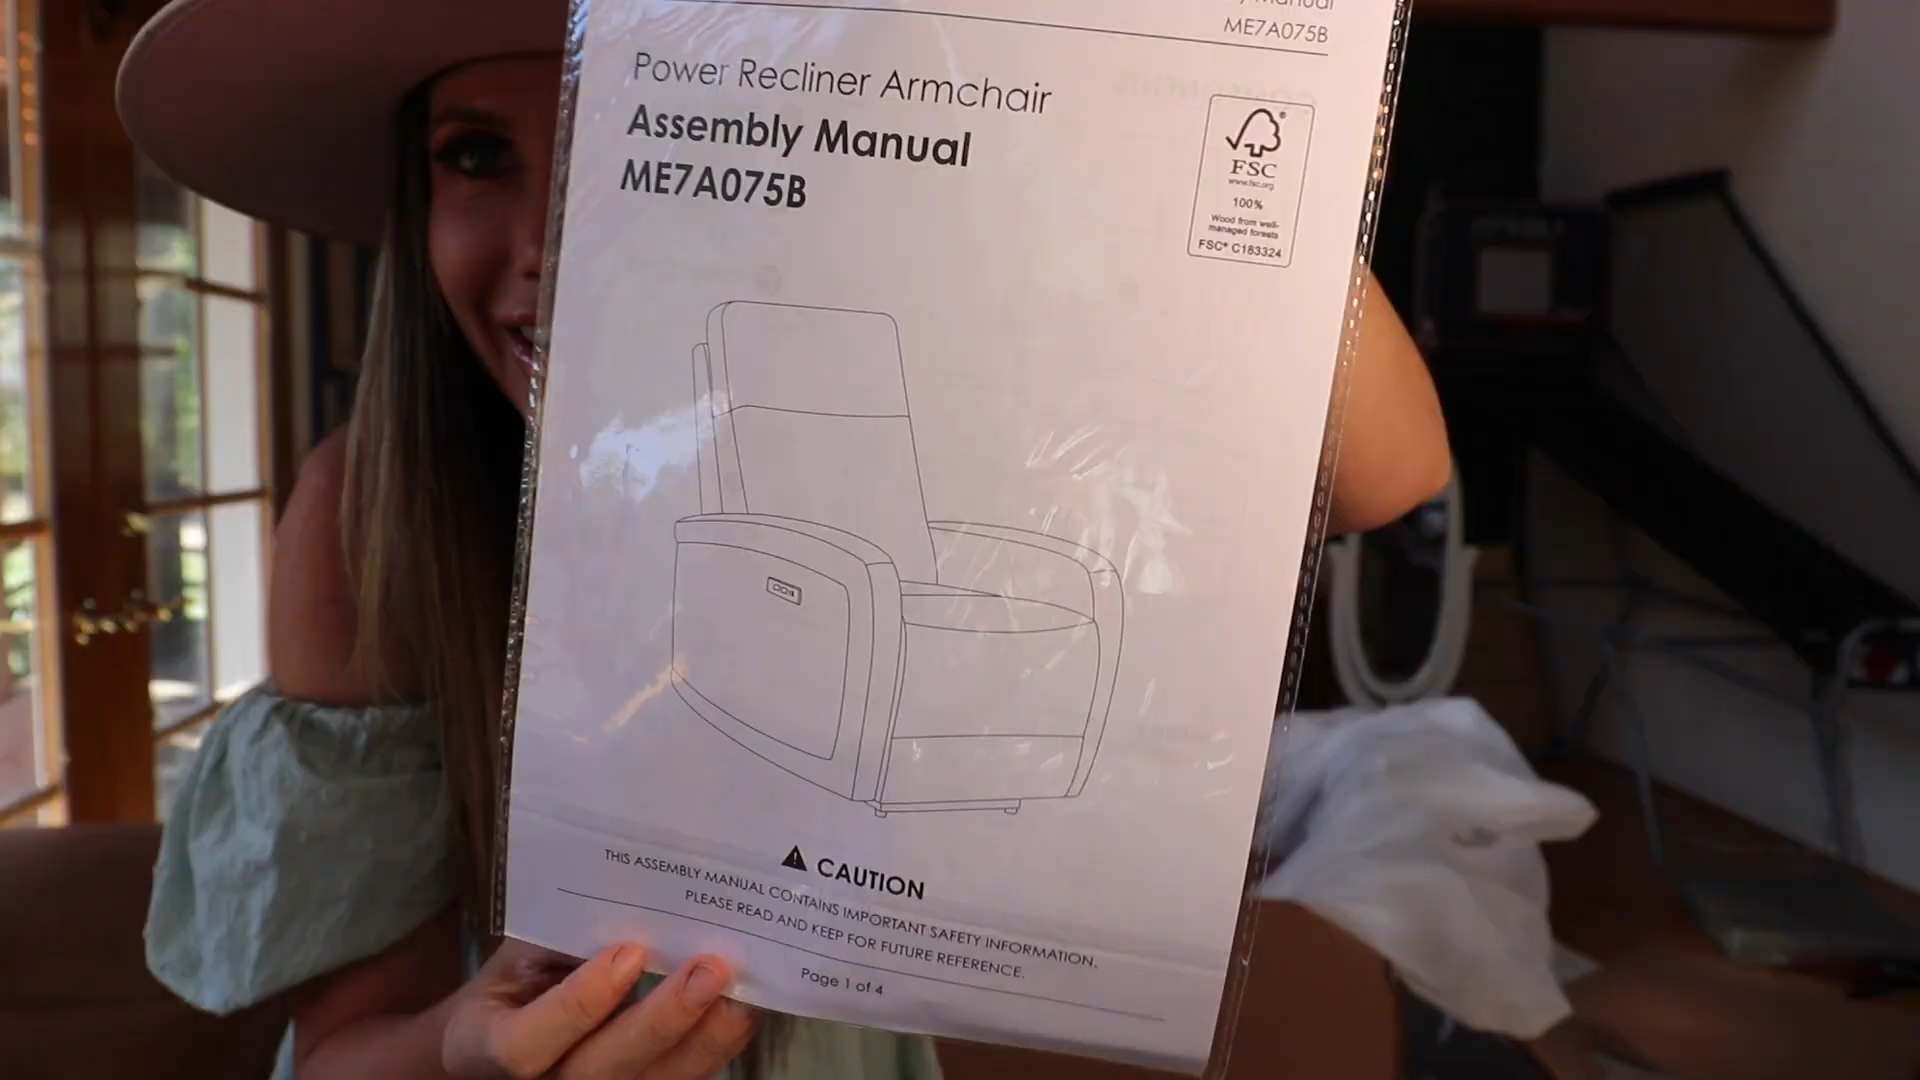 Manual
ME7A075B
Power Recliner Armchair
Assembly Manual
ME7A075B
FSC
www.fsc.org
100%
Wood from well-
managed forests
FSC® C183324
CAUTION
THIS ASSEMBLY MANUAL CONTAINS IMPORTANT SAFETY INFORMATION.
PLEASE READ AND KEEP FOR FUTURE REFERENCE.
Page 1 of 4